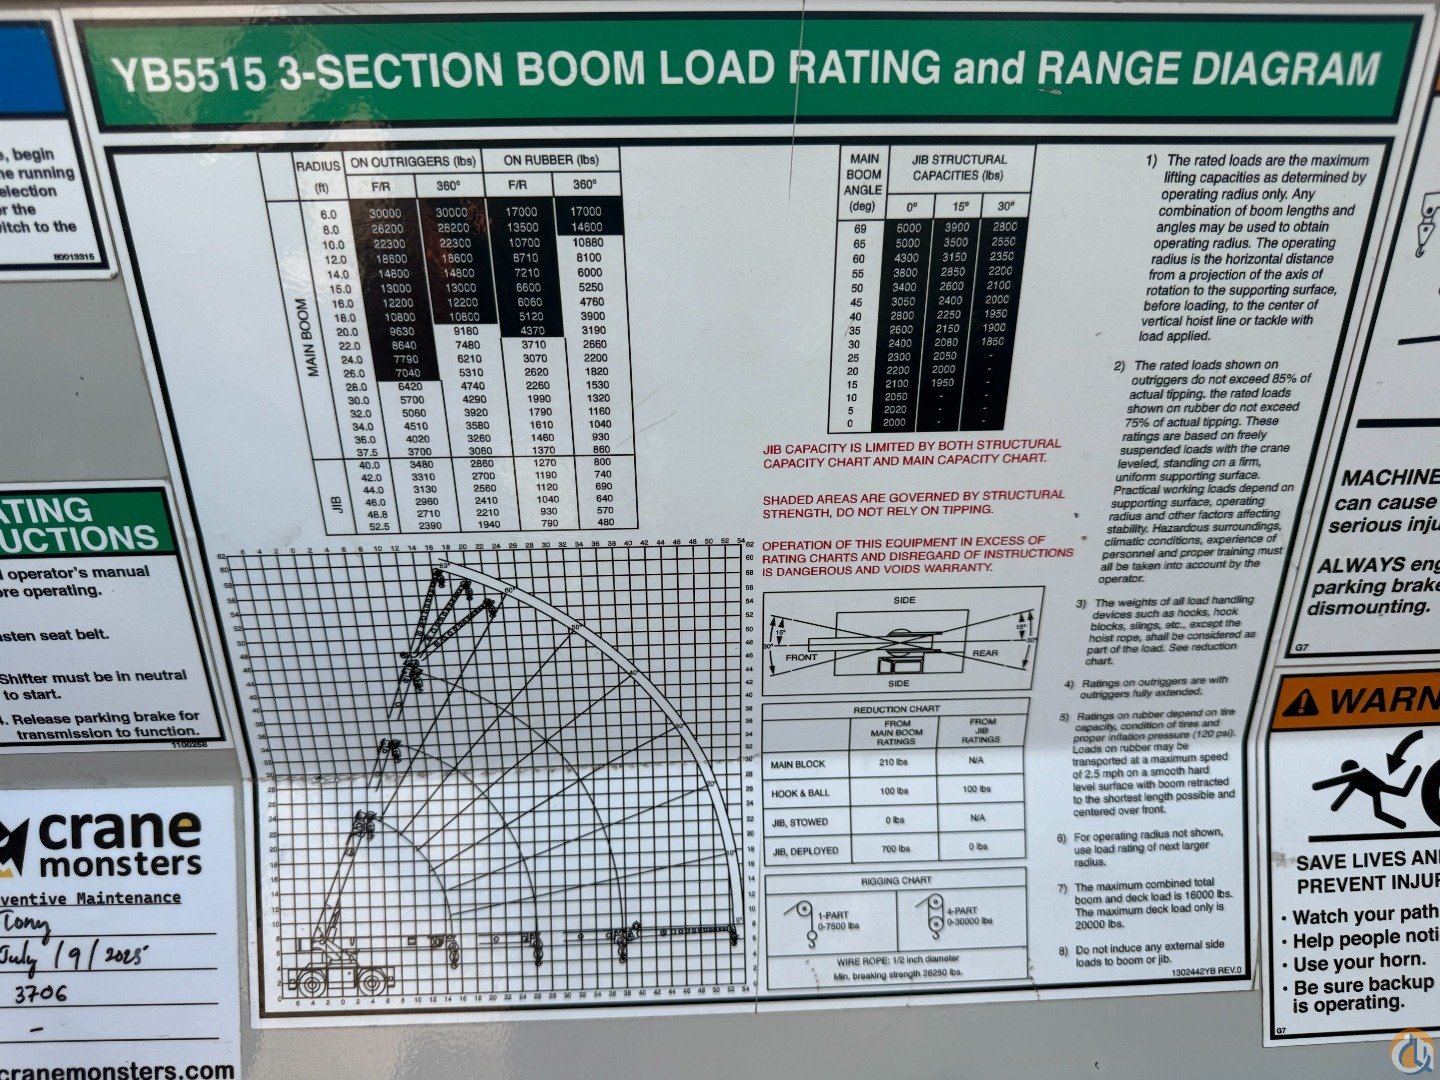 YB5515 3-SECTION BOOM LOAD RATING and RANGE DIAGRAM
RADIUS (ft) ON OUTRIGGERS (lbs) ON RUBBER (lbs)
F/R 360° F/R 360°
MAIN BOOM
6.0 30000 30000 17000 17000
8.0 26200 26200 13500 14600
10.0 22300 22300 10700 10880
12.0 18600 18600 8710 8100
14.0 14800 14800 7210 6000
15.0 13000 13000 6600 5250
16.0 12200 12200 6060 4760
18.0 10800 10800 5120 3900
20.0 9630 9180 4370 3190
22.0 8640 7480 3710 2660
24.0 7790 6210 3070 2200
26.0 7040 5310 2620 1820
28.0 6420 4740 2260 1530
30.0 5700 4290 1990 1320
32.0 5060 3920 1790 1160
34.0 4510 3580 1610 1040
36.0 4020 3260 1460 930
37.5 3700 3060 1370 860
JIB
40.0 3480 2860 1270 800
42.0 3310 2700 1190 740
44.0 3130 2560 1120 690
46.0 2960 2410 1040 640
48.8 2710 2210 930 570
52.5 2390 1940 790 480
MAIN BOOM ANGLE (deg) JIB STRUCTURAL CAPACITIES (lbs)
0° 15° 30°
69 6000 3900 2800
65 5000 3500 2550
60 4300 3150 2350
55 3800 2850 2200
50 3400 2600 2100
45 3050 2400 2000
40 2800 2250 1950
35 2600 2150 1900
30 2400 2080 1850
25 2300 2050 -
20 2200 2000 -
15 2100 1950 -
10 2050 - -
5 2020 - -
0 2000 - -
JIB CAPACITY IS LIMITED BY BOTH STRUCTURAL
CAPACITY CHART AND MAIN CAPACITY CHART.
SHADED AREAS ARE GOVERNED BY STRUCTURAL
STRENGTH, DO NOT RELY ON TIPPING.
OPERATION OF THIS EQUIPMENT IN EXCESS OF
RATING CHARTS AND DISREGARD OF INSTRUCTIONS
IS DANGEROUS AND VOIDS WARRANTY.
SIDE
30° 15° 15° 30°
FRONT REAR
SIDE
REDUCTION CHART
FROM MAIN BOOM RATINGS FROM JIB RATINGS
MAIN BLOCK 210 lbs N/A
HOOK & BALL 100 lbs 100 lbs
JIB, STOWED 0 lbs N/A
JIB, DEPLOYED 700 lbs 0 lbs
RIGGING CHART
1-PART
0-7500 lbs
4-PART
0-30000 lbs
WIRE ROPE: 1/2 inch diameter
Min. breaking strength 26250 lbs.
1) The rated loads are the maximum
lifting capacities as determined by
operating radius only. Any
combination of boom lengths and
angles may be used to obtain
operating radius. The operating
radius is the horizontal distance
from a projection of the axis of
rotation to the supporting surface,
before loading, to the center of
vertical hoist line or tackle with
load applied.
2) The rated loads shown on
outriggers do not exceed 85% of
actual tipping. the rated loads
shown on rubber do not exceed
75% of actual tipping. These
ratings are based on freely
suspended loads with the crane
leveled, standing on a firm,
uniform supporting surface.
Practical working loads depend on
supporting surface, operating
radius and other factors affecting
stability. Hazardous surroundings,
climatic conditions, experience of
personnel and proper training must
all be taken into account by the
operator.
3) The weights of all load handling
devices such as hooks, hook
blocks, slings, etc., except the
hoist rope, shall be considered as
part of the load. See reduction
chart.
4) Ratings on outriggers are with
outriggers fully extended.
5) Ratings on rubber depend on tire
capacity, condition of tires and
proper inflation pressure (120 psi).
Loads on rubber may be
transported at a maximum speed
of 2.5 mph on a smooth hard
level surface with boom retracted
to the shortest length possible and
centered over front.
6) For operating radius not shown,
use load rating of next larger
radius.
7) The maximum combined total
boom and deck load is 16000 lbs.
The maximum deck load only is
20000 lbs.
8) Do not induce any external side
loads to boom or jib.
1302442YB REV.0
, begin
running
election
r the
witch to the
80013315
ATING
UCTIONS
operator's manual
re operating.
sten seat belt.
Shifter must be in neutral
to start.
4. Release parking brake for
transmission to function.
1100258
crane
monsters
ventive Maintenance
Tony
July /9/2025
3706
-
cranemonsters.com
MACHINE
can cause
serious inju
ALWAYS eng
parking brake
dismounting.
G7
WARN
SAVE LIVES AN
PREVENT INJUR
· Watch your path
· Help people noti
· Use your horn.
· Be sure backup
is operating.
G7